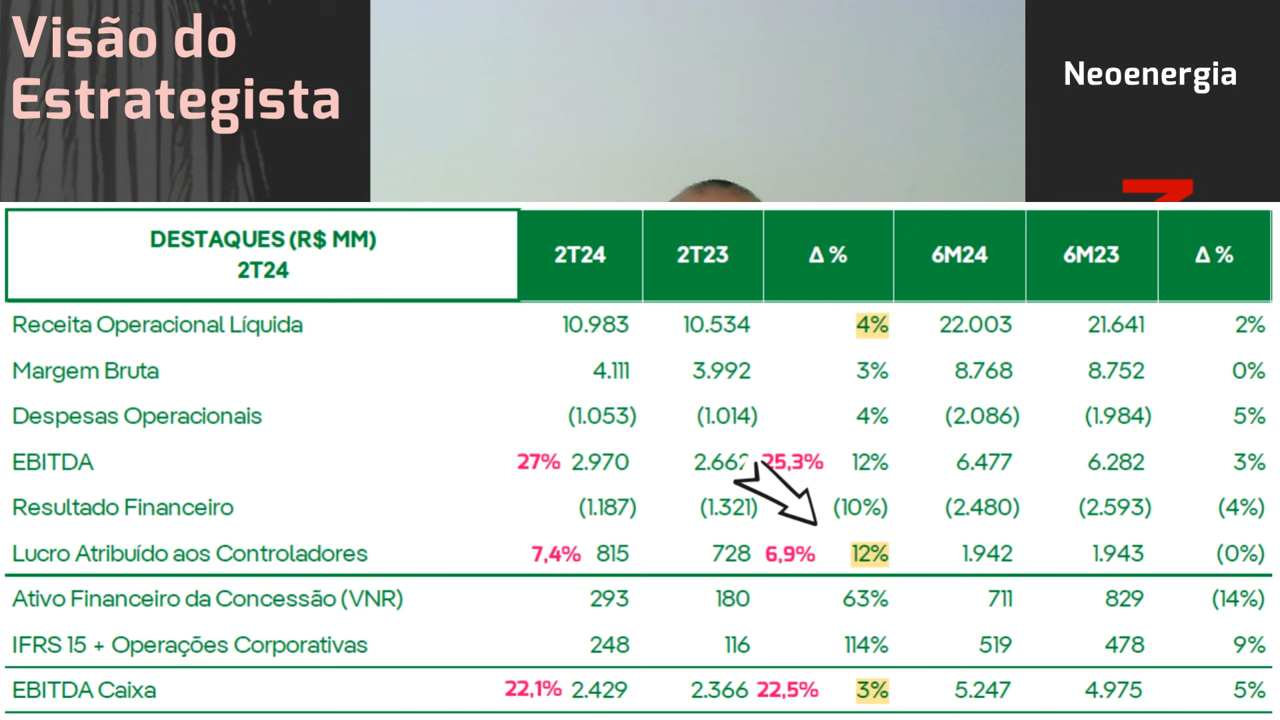 Visão do
Estrategista
Neoenergia
DESTAQUES (R$ MM)
2T24
2T24 2T23 Δ % 6M24 6M23 Δ %
Receita Operacional Líquida 10.983 10.534 4% 22.003 21.641 2%
Margem Bruta 4.111 3.992 3% 8.768 8.752 0%
Despesas Operacionais (1.053) (1.014) 4% (2.086) (1.984) 5%
EBITDA 27% 2.970 25,3% 12% 6.477 6.282 3%
Resultado Financeiro (1.187) (1.321) (10%) (2.480) (2.593) (4%)
Lucro Atribuído aos Controladores 7,4% 815 728 6,9% 12% 1.942 1.943 (0%)
Ativo Financeiro da Concessão (VNR) 293 180 63% 711 829 (14%)
IFRS 15 + Operações Corporativas 248 116 114% 519 478 9%
EBITDA Caixa 22,1% 2.429 2.366 22,5% 3% 5.247 4.975 5%